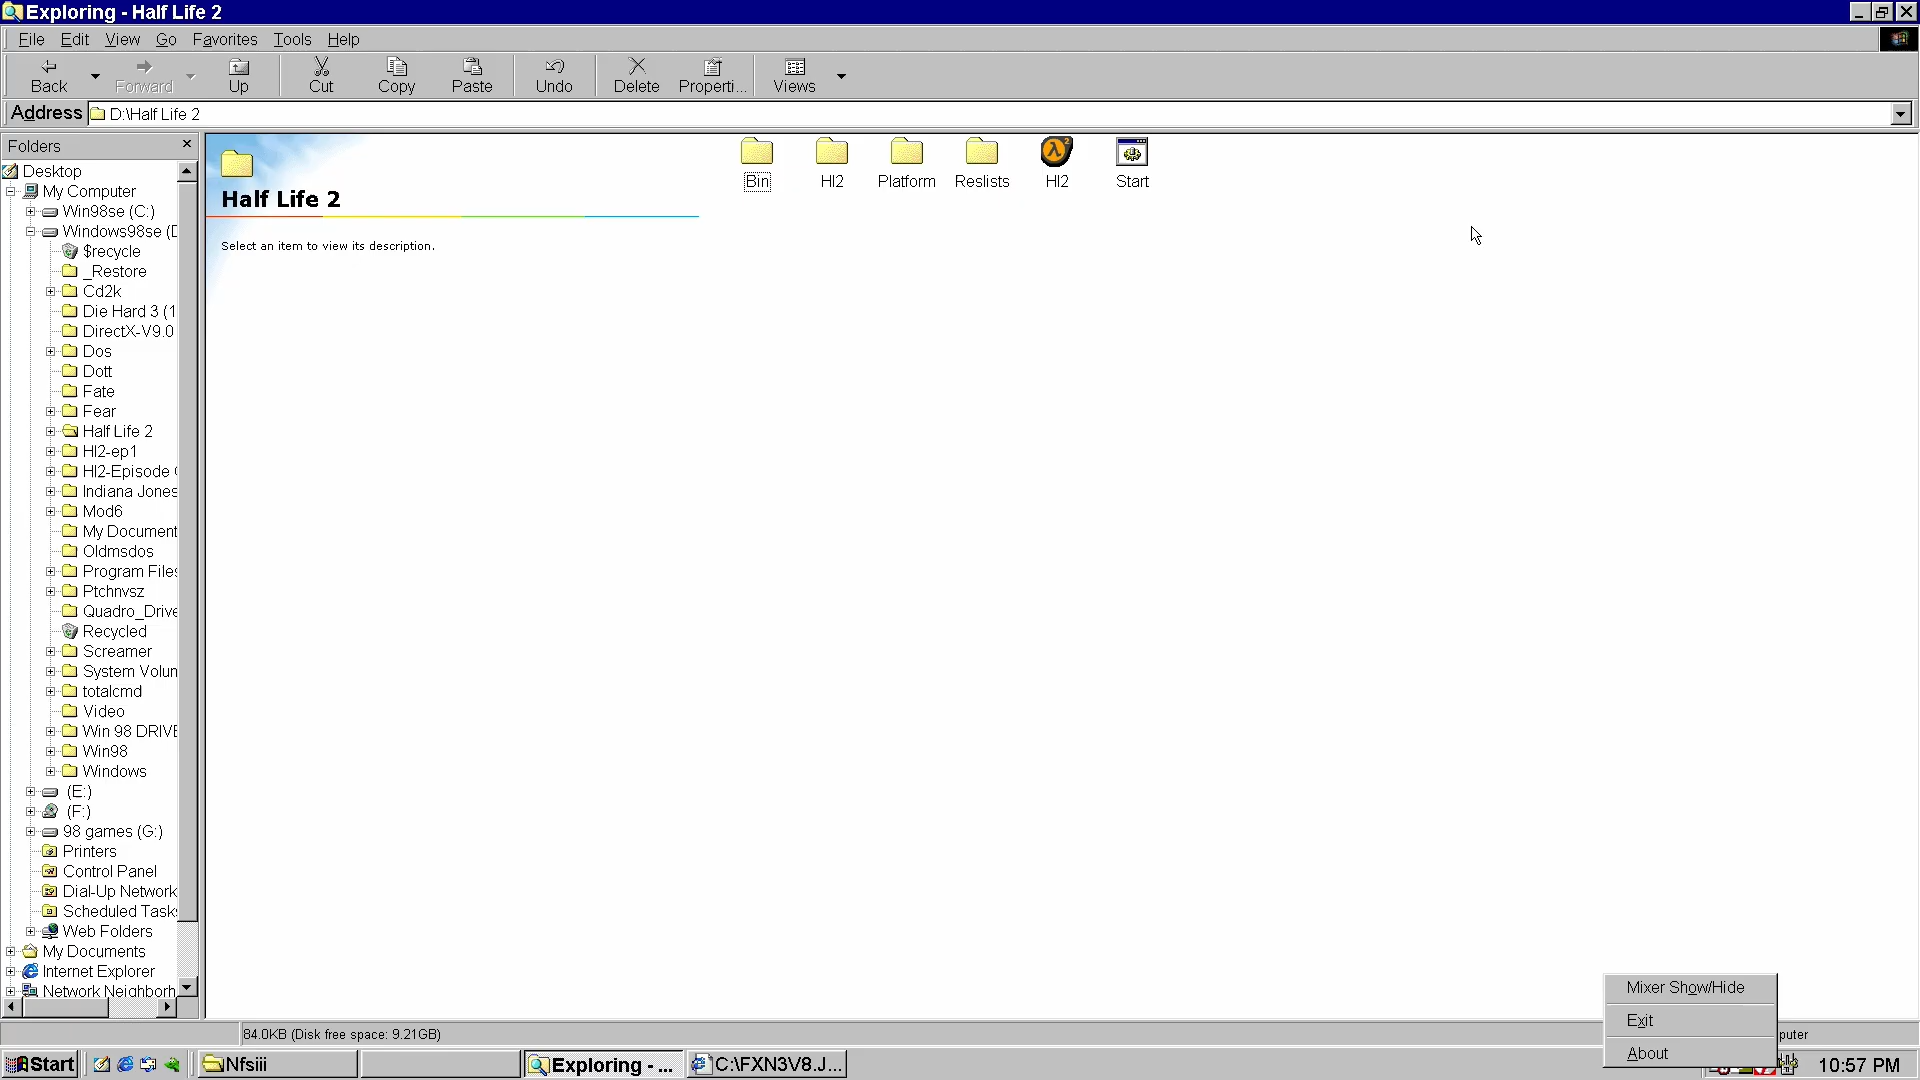 Exploring - Half Life 2
File Edit View Go Favorites Tools Help
Back Forward Up Cut Copy Paste Undo Delete Properti... Views
Address D:\Half Life 2
Folders
Desktop
My Computer
Win98se (C:)
Windows98se (D
$recycle
_Restore
Cd2k
Die Hard 3 (1
DirectX-V9.0
Dos
Dott
Fate
Fear
Half Life 2
Hl2-ep1
Hl2-Episode
Indiana Jones
Mod6
My Document
Oldmsdos
Program Files
Ptchnvsz
Quadro_Drive
Recycled
Screamer
System Volun
totalcmd
Video
Win 98 DRIVE
Win98
Windows
(E:)
(F:)
98 games (G:)
Printers
Control Panel
Dial-Up Network
Scheduled Tasks
Web Folders
My Documents
Internet Explorer
Network Neighborh
Half Life 2
Select an item to view its description.
Bin Hl2 Platform Reslists Hl2 Start
Mixer Show/Hide
Exit
About
84.0KB (Disk free space: 9.21GB)
puter
Start Nfsiii Exploring - ... C:\FXN3V8.J... 10:57 PM